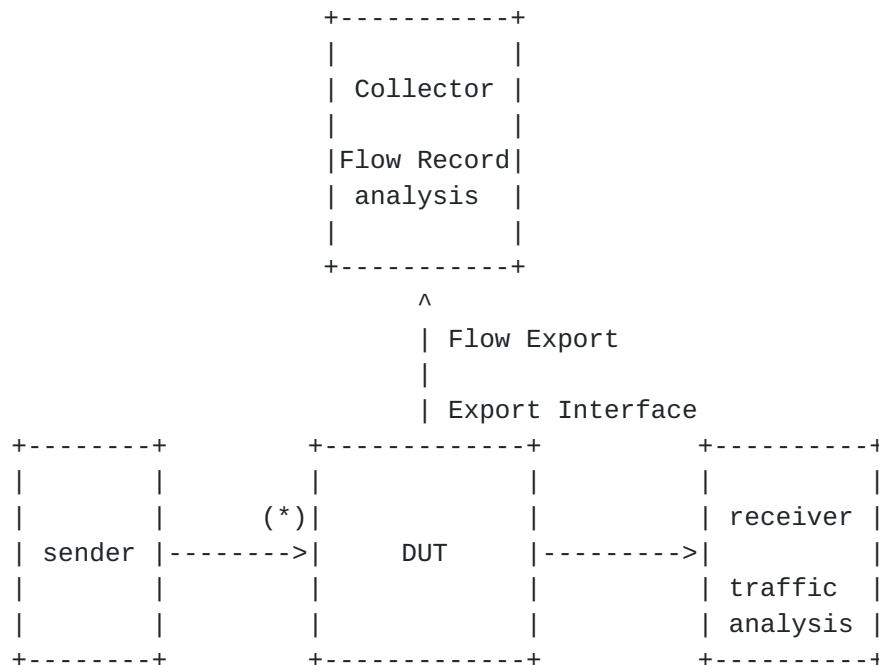 Collector
Flow Record
analysis
^
| Flow Export
|
| Export Interface
(*)
receiver
sender
DUT
traffic
analysis